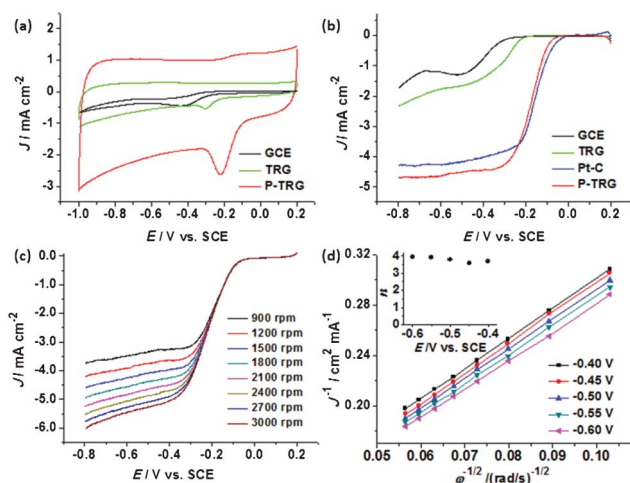 (a)
2
1
0
-1
-2
-3
J / mA cm⁻²
GCE
TRG
P-TRG
-1.0 -0.8 -0.6 -0.4 -0.2 0.0 0.2
E / V vs. SCE
(b)
1
0
-1
-2
-3
-4
-5
J / mA cm⁻²
GCE
TRG
Pt-C
P-TRG
-0.8 -0.6 -0.4 -0.2 0.0 0.2
E / V vs. SCE
(c)
0.0
-1.0
-2.0
-3.0
-4.0
-5.0
-6.0
J / mA cm⁻²
900 rpm
1200 rpm
1500 rpm
1800 rpm
2100 rpm
2400 rpm
2700 rpm
3000 rpm
-0.8 -0.6 -0.4 -0.2 0.0 0.2
E / V vs. SCE
(d)
0.32
0.28
0.24
0.20
J⁻¹ / cm² mA⁻¹
4
3
2
1
0
n
-0.6 -0.5 -0.4
E / V vs. SCE
-0.40 V
-0.45 V
-0.50 V
-0.55 V
-0.60 V
0.05 0.06 0.07 0.08 0.09 0.10 0.11
φ⁻¹/² /(rad/s)⁻¹/²